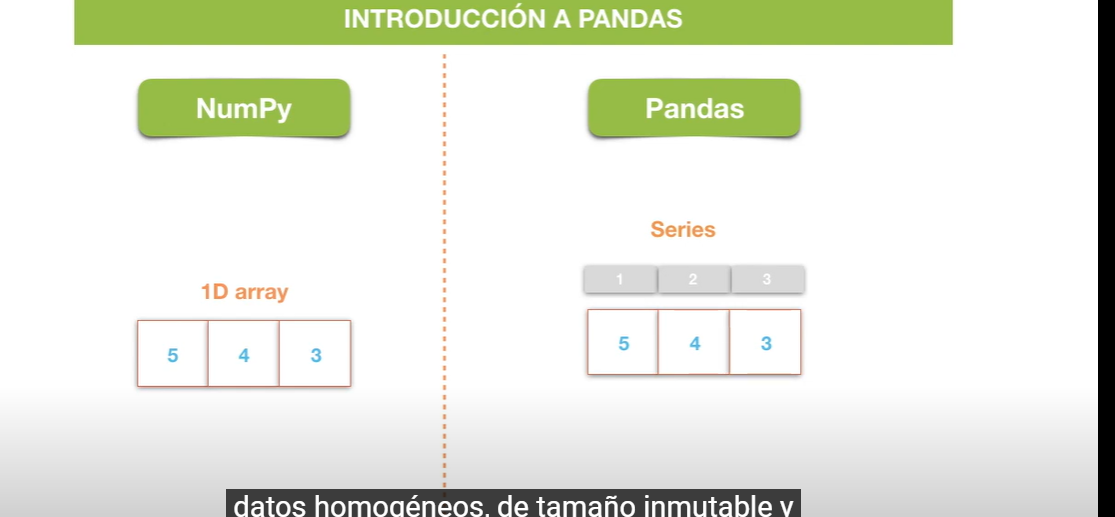 INTRODUCCIÓN A PANDAS
NumPy
Pandas
1D array
5 4 3
Series
1 2 3
5 4 3
datos homogéneos, de tamaño inmutable y